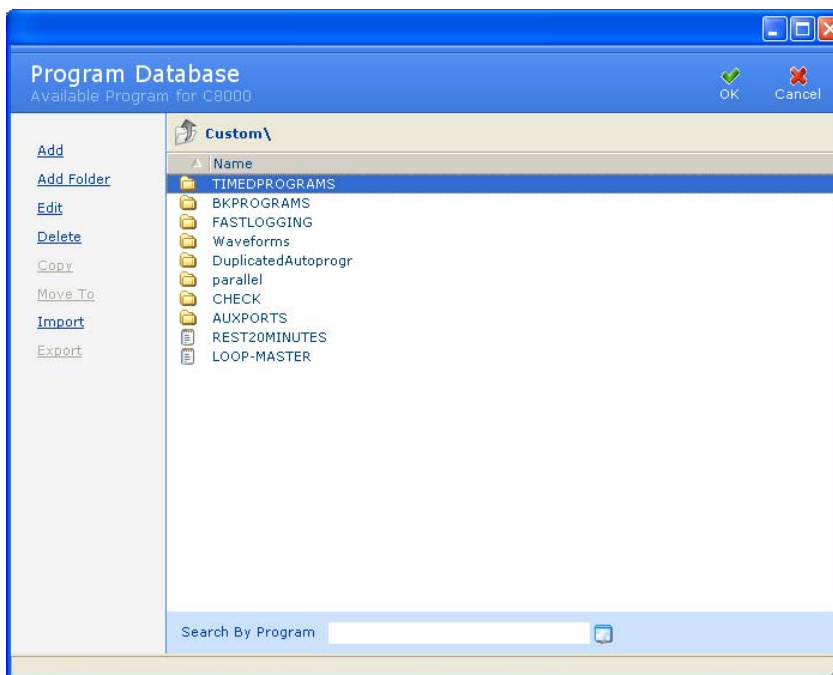 Program Database
Available Program for C8000
OK
Cancel
Add
Add Folder
Edit
Delete
Copy
Move To
Import
Export
Custom\
Name
TIMEDPROGRAMS
BKPROGRAMS
FASTLOGGING
Waveforms
DuplicatedAutoprogr
parallel
CHECK
AUXPORTS
REST20MINUTES
LOOP-MASTER
Search By Program